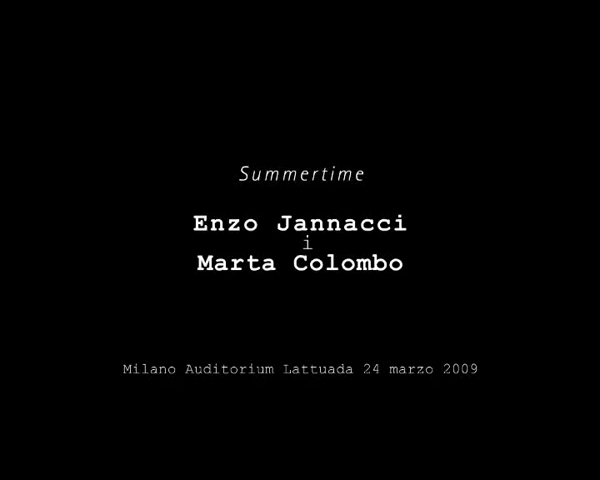 Summertime
Enzo Jannacci
i
Marta Colombo
Milano Auditorium Lattuada 24 marzo 2009